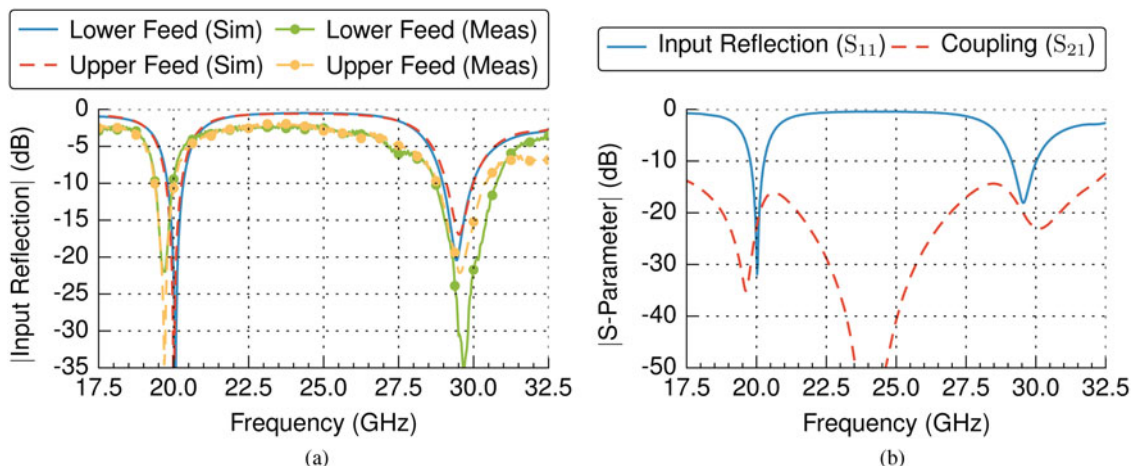 Lower Feed (Sim) Lower Feed (Meas)
Upper Feed (Sim) Upper Feed (Meas)
|Input Reflection| (dB)
0
-5
-10
-15
-20
-25
-30
-35
17.5 20.0 22.5 25.0 27.5 30.0 32.5
Frequency (GHz)
(a)
Input Reflection (S11) Coupling (S21)
|S-Parameter| (dB)
0
-10
-20
-30
-40
-50
17.5 20.0 22.5 25.0 27.5 30.0 32.5
Frequency (GHz)
(b)